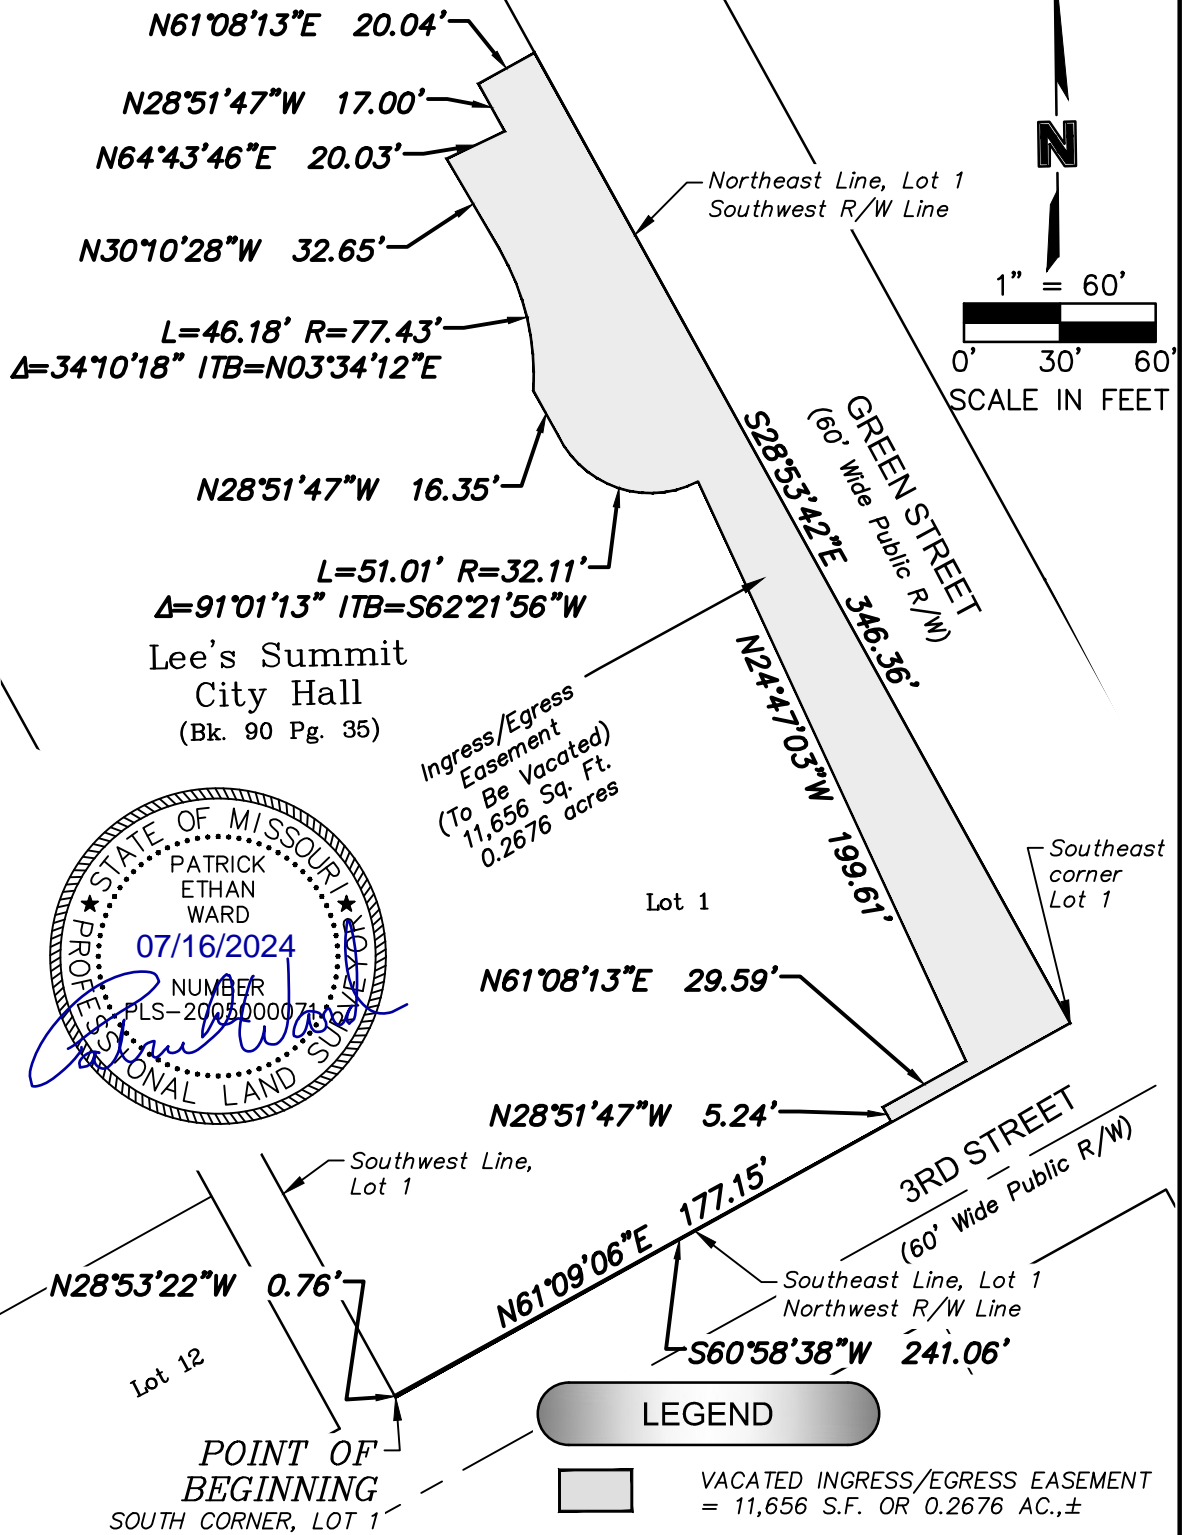 N61°08'13"E 20.04'
N28°51'47"W 17.00'
N64°43'46"E 20.03'
N30°10'28"W 32.65'
L=46.18' R=77.43'
Δ=34°10'18" ITB=N03°34'12"E
N28°51'47"W 16.35'
L=51.01' R=32.11'
Δ=91°01'13" ITB=S62°21'56"W
Northeast Line, Lot 1
Southwest R/W Line
N
1" = 60'
0' 30' 60'
SCALE IN FEET
GREEN STREET
(60' Wide Public R/W)
S28°53'42"E 346.36'
N24°47'03"W 199.61'
Lee's Summit
City Hall
(Bk. 90 Pg. 35)
Ingress/Egress
Easement
(To Be Vacated)
11,656 Sq. Ft.
0.2676 acres
STATE OF MISSOURI
PATRICK
ETHAN
WARD
07/16/2024
NUMBER
PLS-2005000071
PROFESSIONAL LAND SURVEYOR
Lot 1
Southeast
corner
Lot 1
N61°08'13"E 29.59'
N28°51'47"W 5.24'
Southwest Line,
Lot 1
3RD STREET
(60' Wide Public R/W)
N61°09'06"E 177.15'
N28°53'22"W 0.76'
Southeast Line, Lot 1
Northwest R/W Line
S60°58'38"W 241.06'
Lot 12
POINT OF
BEGINNING
SOUTH CORNER, LOT 1
LEGEND
VACATED INGRESS/EGRESS EASEMENT
= 11,656 S.F. OR 0.2676 AC.,±